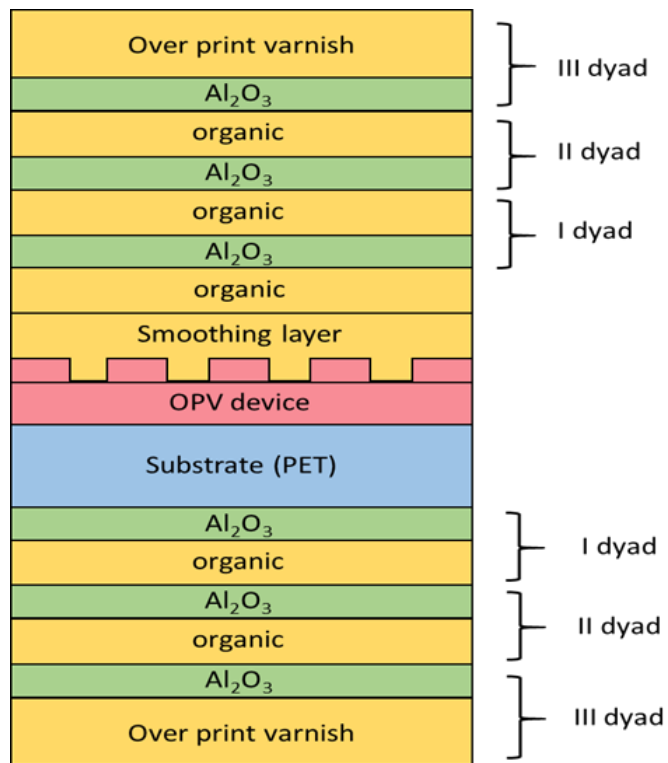 Over print varnish
III dyad
Al₂O₃
organic
II dyad
Al₂O₃
organic
I dyad
Al₂O₃
organic
Smoothing layer
OPV device
Substrate (PET)
Al₂O₃
I dyad
organic
Al₂O₃
II dyad
organic
Al₂O₃
III dyad
Over print varnish